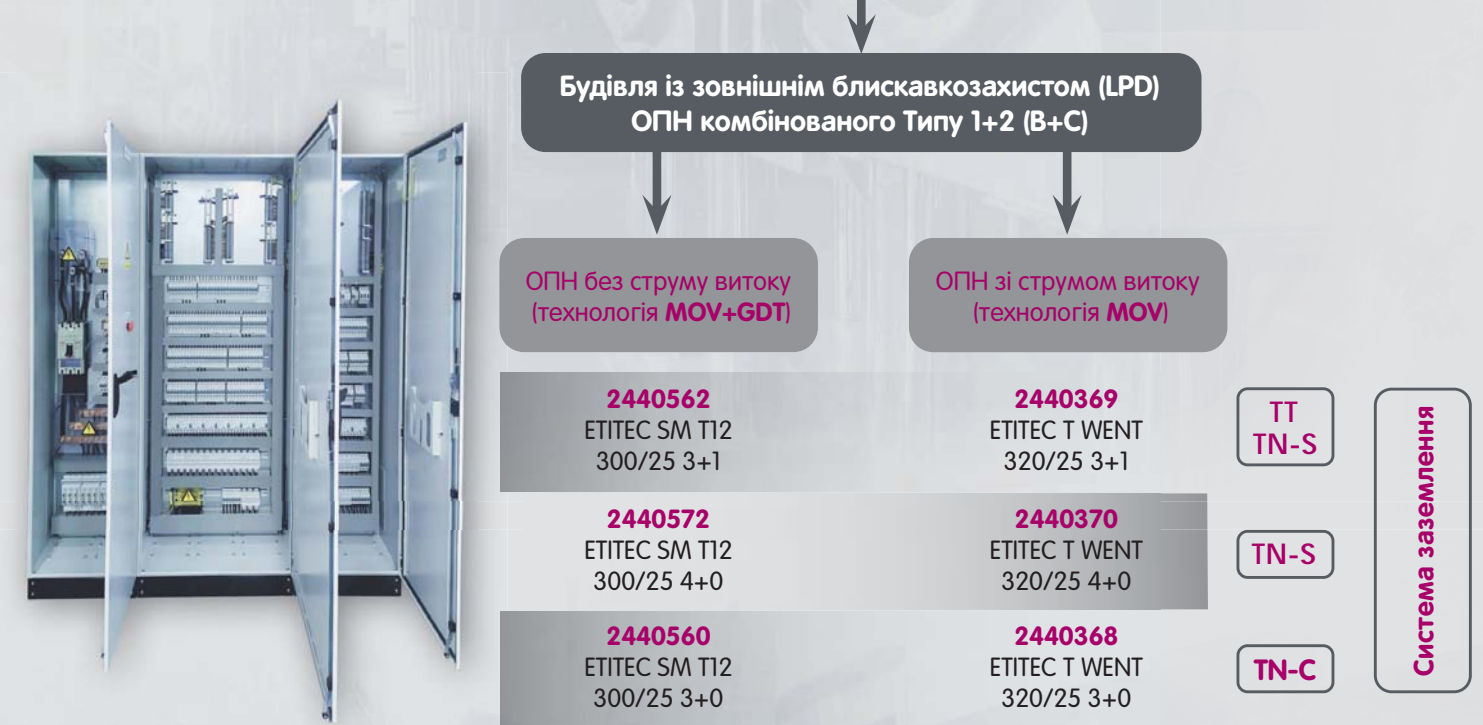 Будівля із зовнішнім блискавкозахистом (LPD)
ОПН комбінованого Типу 1+2 (B+C)
ОПН без струму витоку
(технологія MOV+GDT)
ОПН зі струмом витоку
(технологія MOV)
2440562
ETITEC SM T12
300/25 3+1
2440369
ETITEC T WENT
320/25 3+1
TT
TN-S
2440572
ETITEC SM T12
300/25 4+0
2440370
ETITEC T WENT
320/25 4+0
TN-S
2440560
ETITEC SM T12
300/25 3+0
2440368
ETITEC T WENT
320/25 3+0
TN-C
Система заземлення